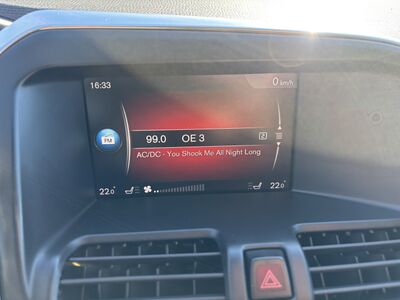 16:33 0 km/h
FM
99.0 OE 3 2
AC/DC - You Shook Me All Night Long
22.0° 22.0°